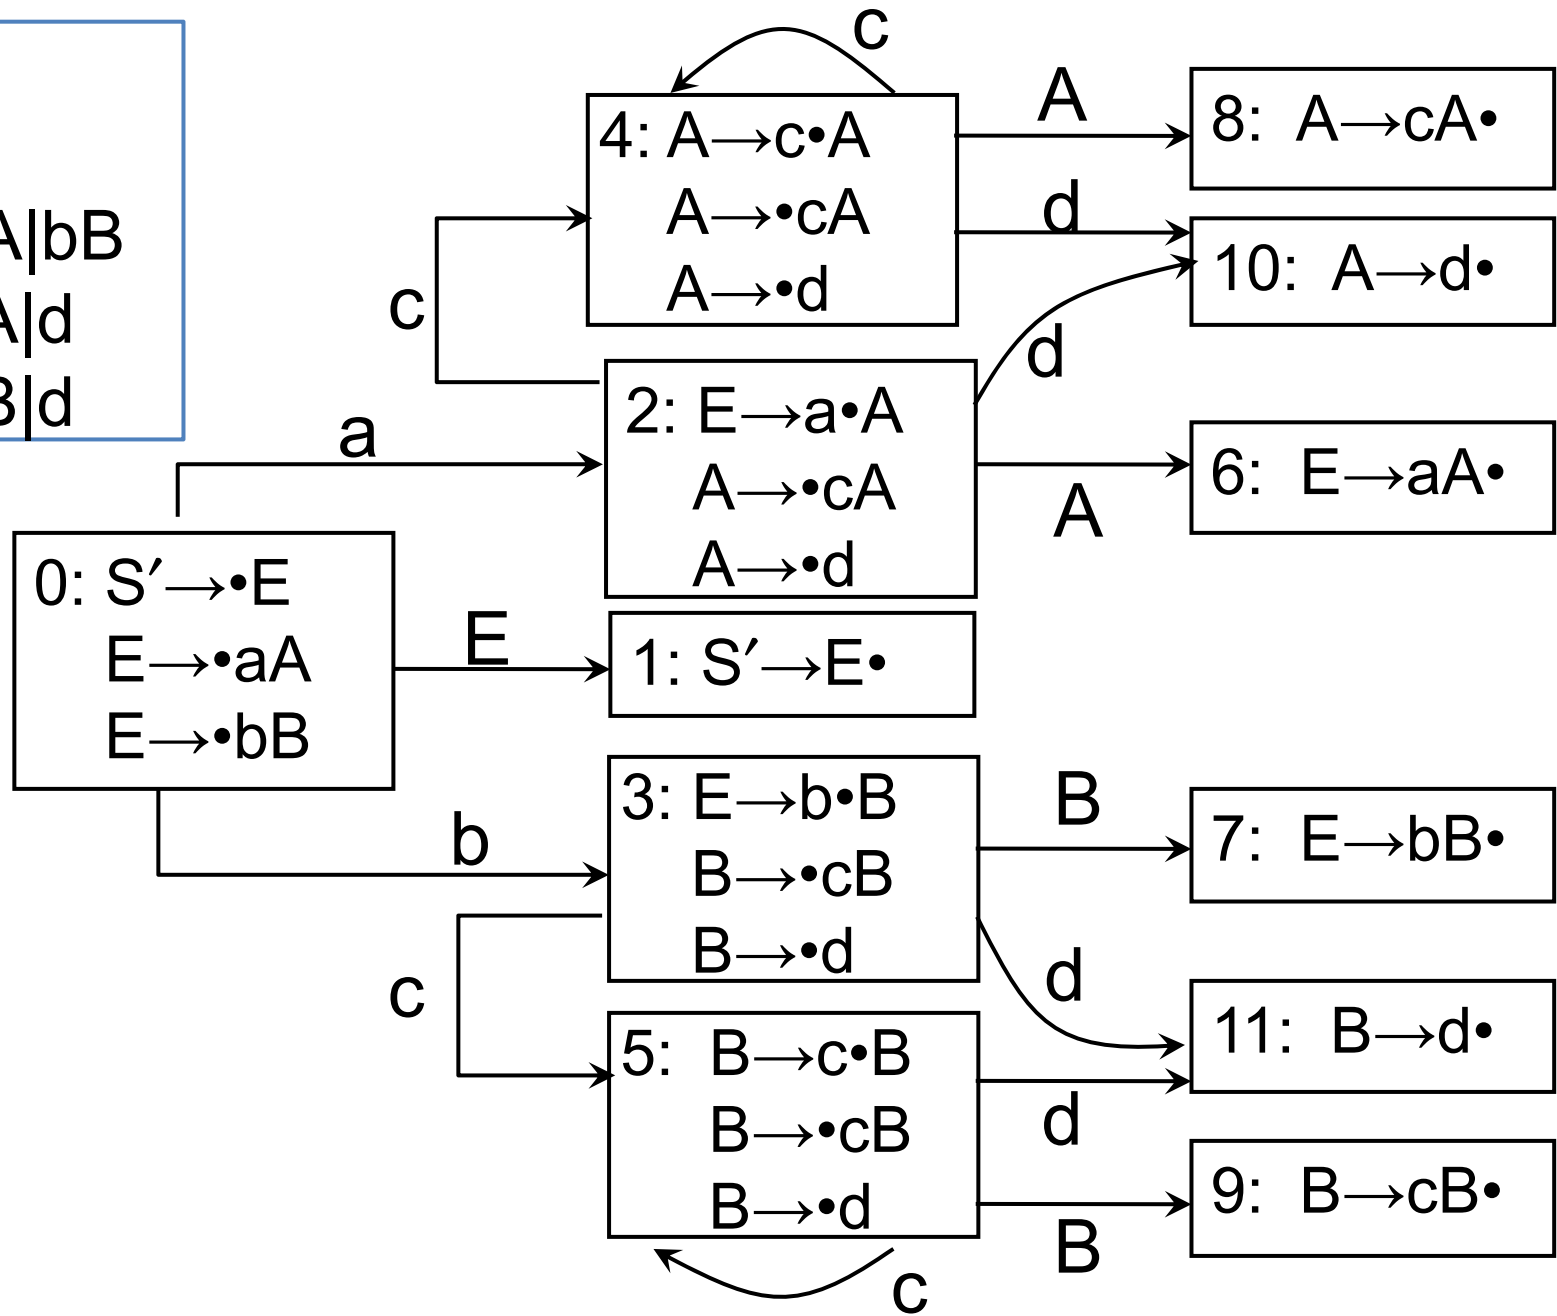 A|bB
A|d
B|d
c
4: A→c•A
A→•cA
A→•d
A
8: A→cA•
d
10: A→d•
c
d
2: E→a•A
A→•cA
A→•d
a
A
6: E→aA•
0: S′→•E
E→•aA
E→•bB
E
1: S′→E•
b
3: E→b•B
B→•cB
B→•d
B
7: E→bB•
c
d
11: B→d•
5: B→c•B
B→•cB
B→•d
d
B
9: B→cB•
c